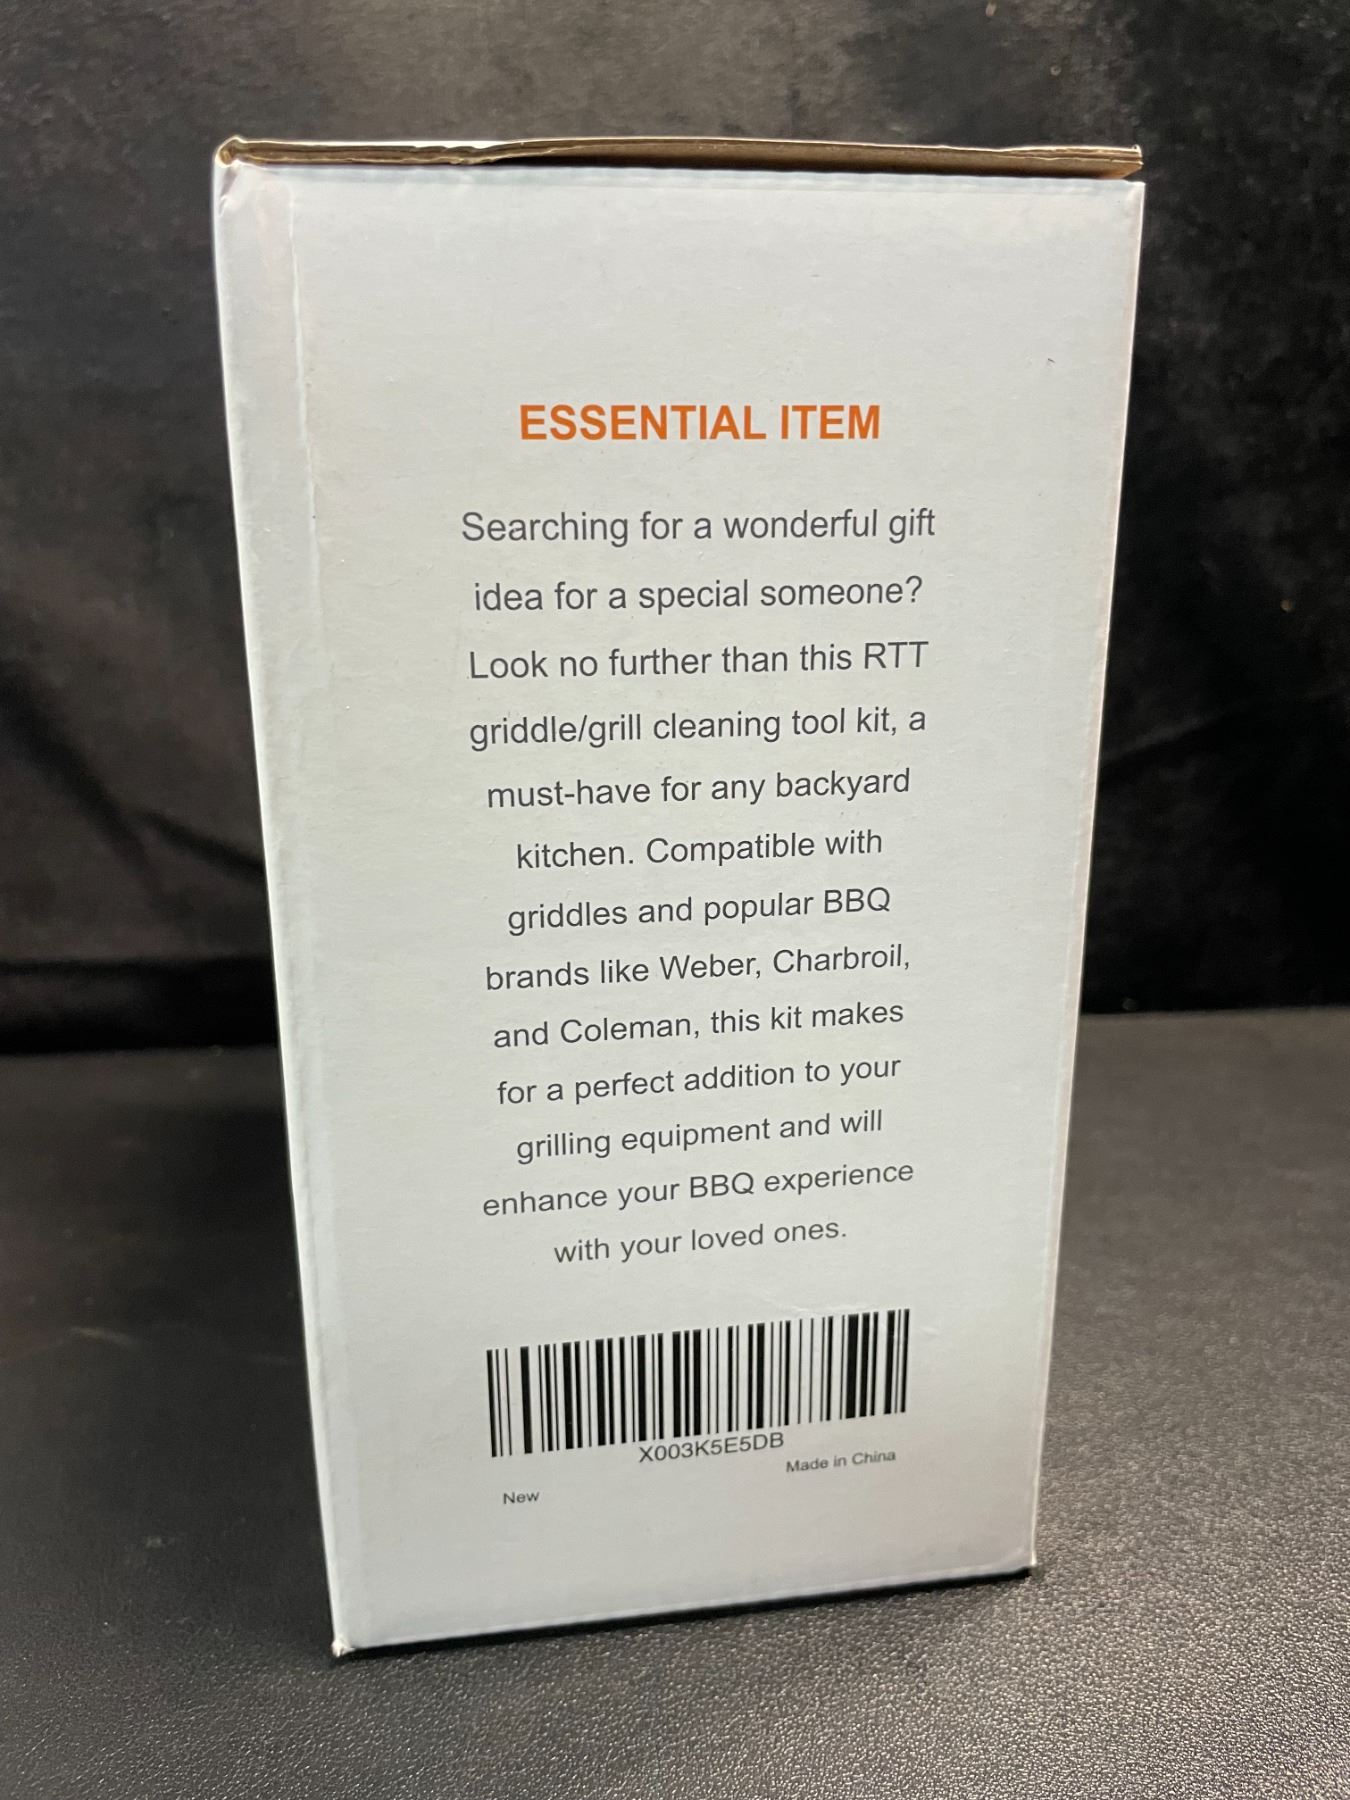 ESSENTIAL ITEM
Searching for a wonderful gift
idea for a special someone?
Look no further than this RTT
griddle/grill cleaning tool kit, a
must-have for any backyard
kitchen. Compatible with
griddles and popular BBQ
brands like Weber, Charbroil,
and Coleman, this kit makes
for a perfect addition to your
grilling equipment and will
enhance your BBQ experience
with your loved ones.
X003K5E5DB
Made in China
New